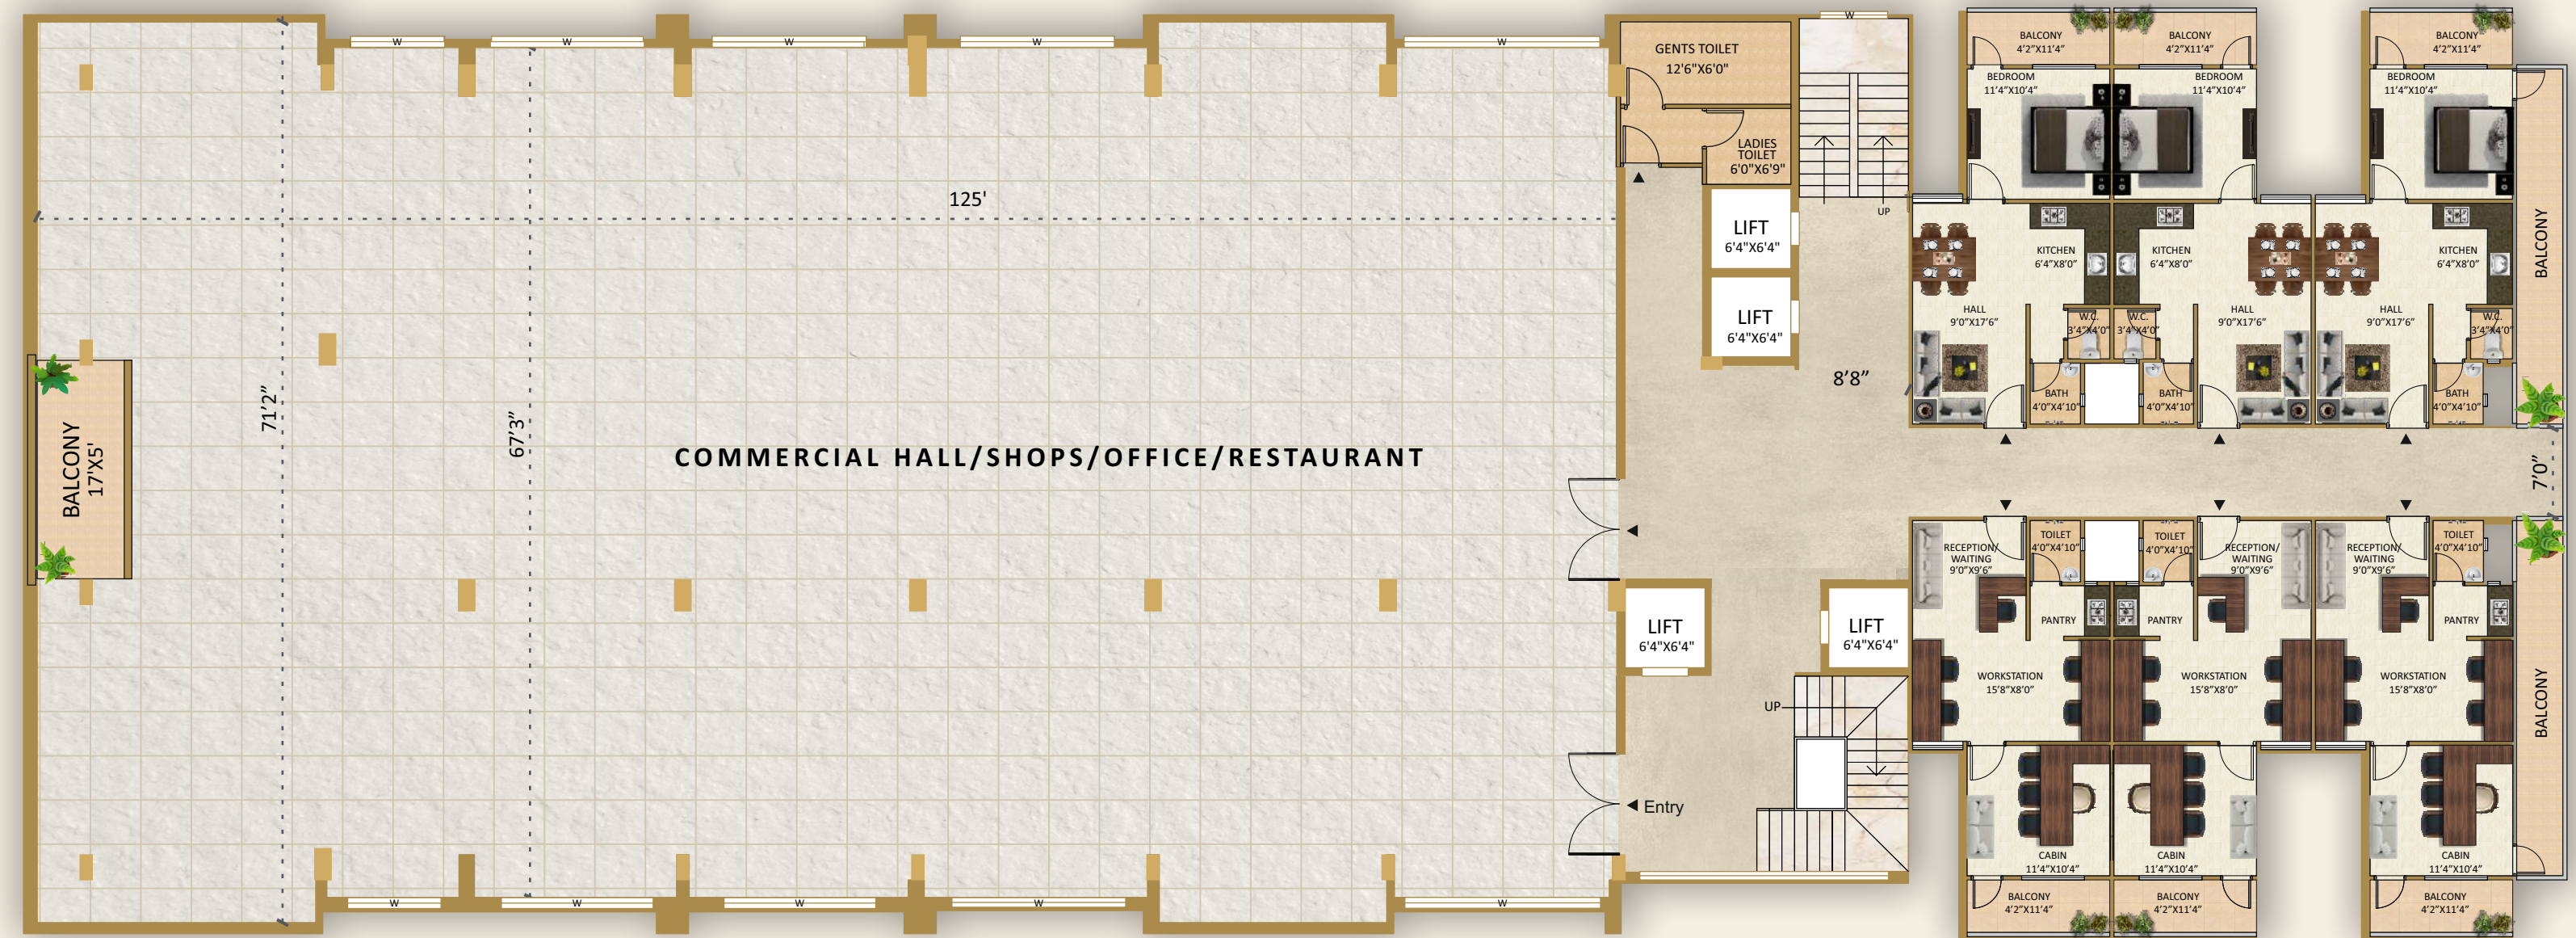 W
W
W
W
W
W
GENTS TOILET
12'6"X6'0"
LADIES
TOILET
6'0"X6'9"
UP
125'
LIFT
6'4"X6'4"
LIFT
6'4"X6'4"
8’8”
71’2”
67’3”
BALCONY
17'X5'
COMMERCIAL HALL/SHOPS/OFFICE/RESTAURANT
LIFT
6'4"X6'4"
LIFT
6'4"X6'4"
UP
Entry
W
W
W
W
W
BALCONY
4’2”X11’4”
BALCONY
4’2”X11’4”
BALCONY
4’2”X11’4”
BEDROOM
11’4”X10’4”
BEDROOM
11’4”X10’4”
BEDROOM
11’4”X10’4”
BALCONY
KITCHEN
6’4”X8’0”
KITCHEN
6’4”X8’0”
KITCHEN
6’4”X8’0”
HALL
9’0”X17’6”
HALL
9’0”X17’6”
HALL
9’0”X17’6”
W.C.
3’4”X4’0”
W.C.
3’4”X4’0”
W.C.
3’4”X4’0”
BATH
4’0”X4’10”
BATH
4’0”X4’10”
BATH
4’0”X4’10”
7’0”
RECEPTION/
WAITING
9’0”X9’6”
TOILET
4’0”X4’10”
TOILET
4’0”X4’10”
RECEPTION/
WAITING
9’0”X9’6”
RECEPTION/
WAITING
9’0”X9’6”
TOILET
4’0”X4’10”
PANTRY
PANTRY
PANTRY
WORKSTATION
15’8”X8’0”
WORKSTATION
15’8”X8’0”
WORKSTATION
15’8”X8’0”
BALCONY
CABIN
11’4”X10’4”
CABIN
11’4”X10’4”
CABIN
11’4”X10’4”
BALCONY
4’2”X11’4”
BALCONY
4’2”X11’4”
BALCONY
4’2”X11’4”